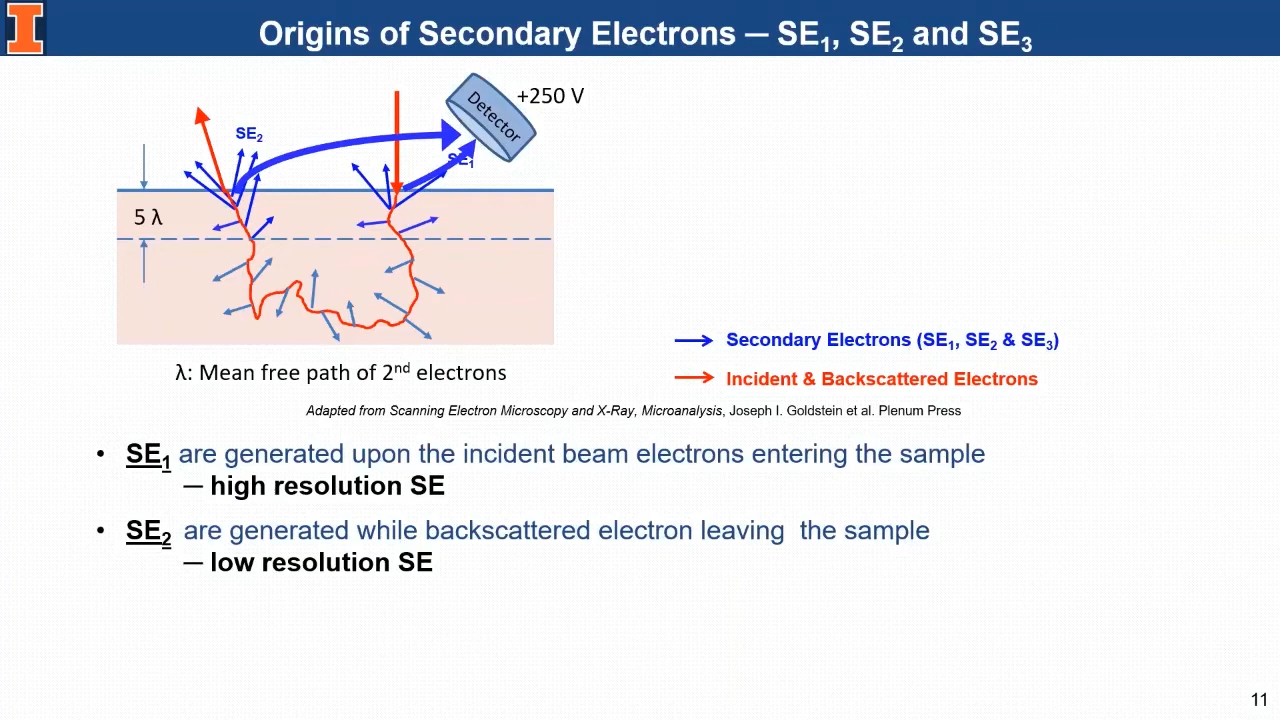 Origins of Secondary Electrons — SE₁, SE₂ and SE₃
+250 V
Detector
SE₂
SE₁
5 λ
λ: Mean free path of 2ⁿᵈ electrons
Secondary Electrons (SE₁, SE₂ & SE₃)
Incident & Backscattered Electrons
Adapted from Scanning Electron Microscopy and X-Ray, Microanalysis, Joseph I. Goldstein et al. Plenum Press
• SE₁ are generated upon the incident beam electrons entering the sample
— high resolution SE
• SE₂ are generated while backscattered electron leaving the sample
— low resolution SE
11